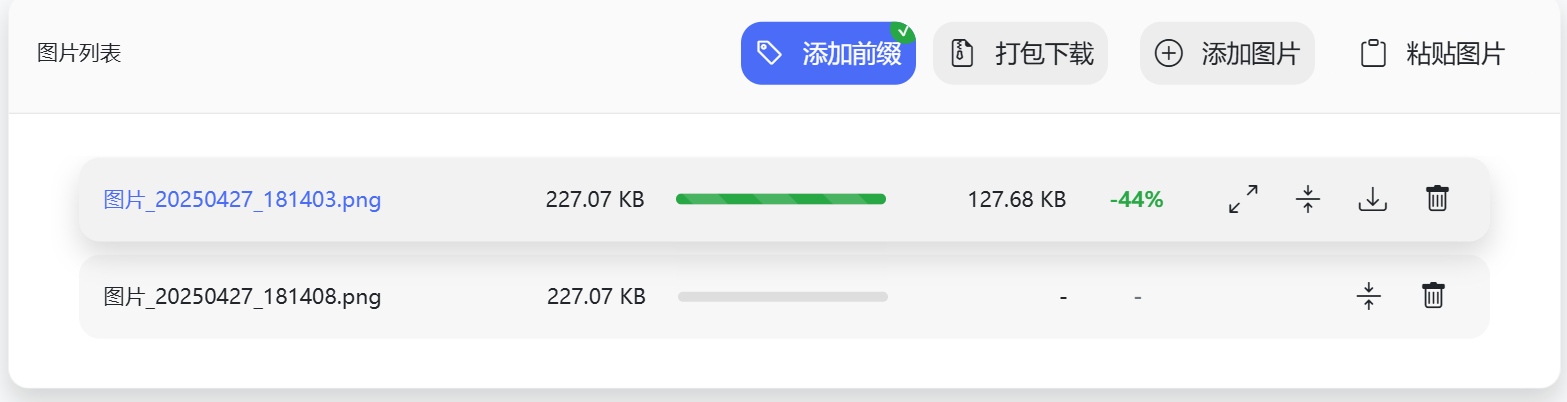 图片列表 添加前缀 打包下载 添加图片 粘贴图片
图片_20250427_181403.png 227.07 KB 127.68 KB -44%
图片_20250427_181408.png 227.07 KB - -